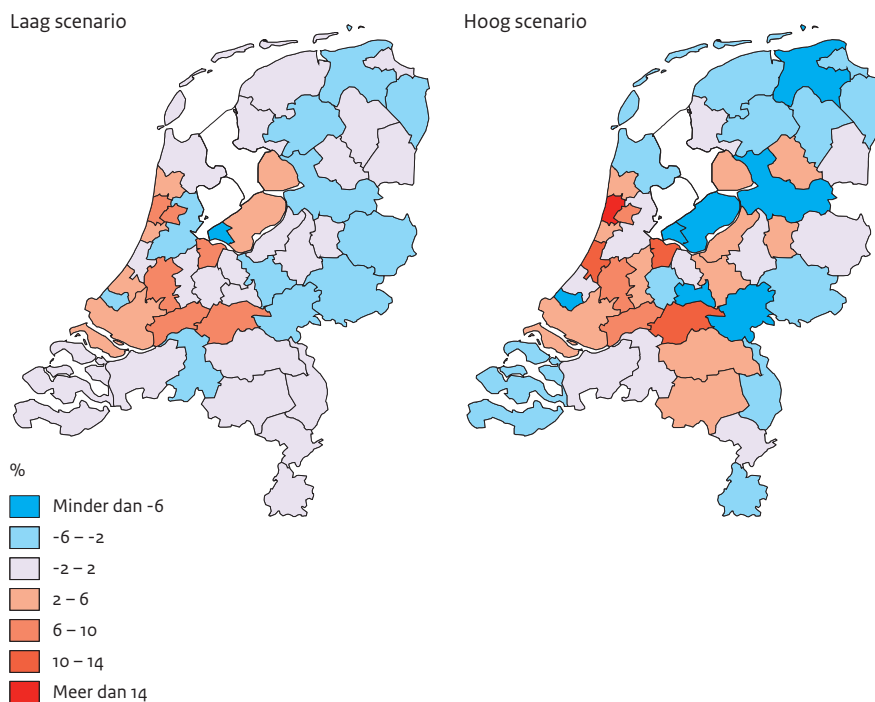 Laag scenario
Hoog scenario
%
Minder dan -6
-6 – -2
-2 – 2
2 – 6
6 – 10
10 – 14
Meer dan 14